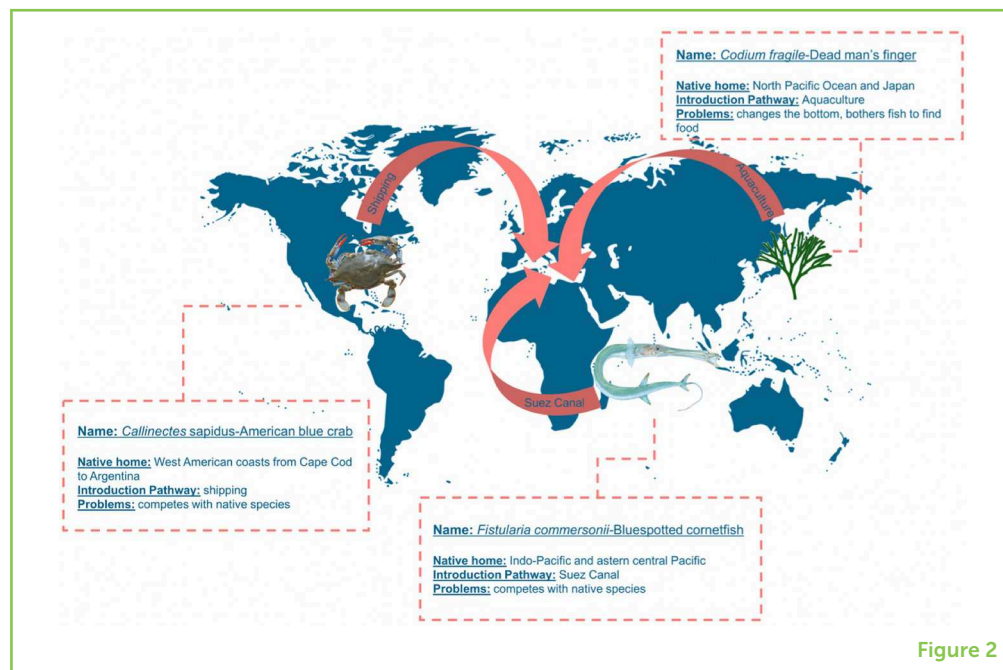 Name: Codium fragile-Dead man's finger
Native home: North Pacific Ocean and Japan
Introduction Pathway: Aquaculture
Problems: changes the bottom, bothers fish to find
food
Shipping
Aquaculture
Suez Canal
Name: Callinectes sapidus-American blue crab
Native home: West American coasts from Cape Cod
to Argentina
Introduction Pathway: shipping
Problems: competes with native species
Name: Fistularia commersonii-Bluespotted cornetfish
Native home: Indo-Pacific and astern central Pacific
Introduction Pathway: Suez Canal
Problems: competes with native species
Figure 2